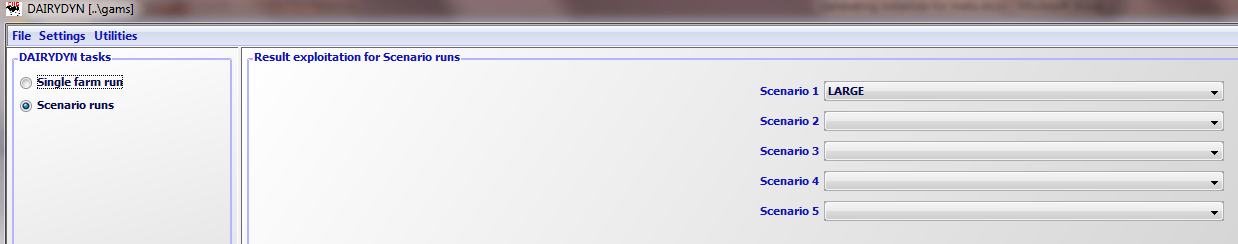 DAIRYDYN [..\gams]
File Settings Utilities
DAIRYDYN tasks
Single farm run
Scenario runs
Result exploitation for Scenario runs
Scenario 1 LARGE
Scenario 2
Scenario 3
Scenario 4
Scenario 5